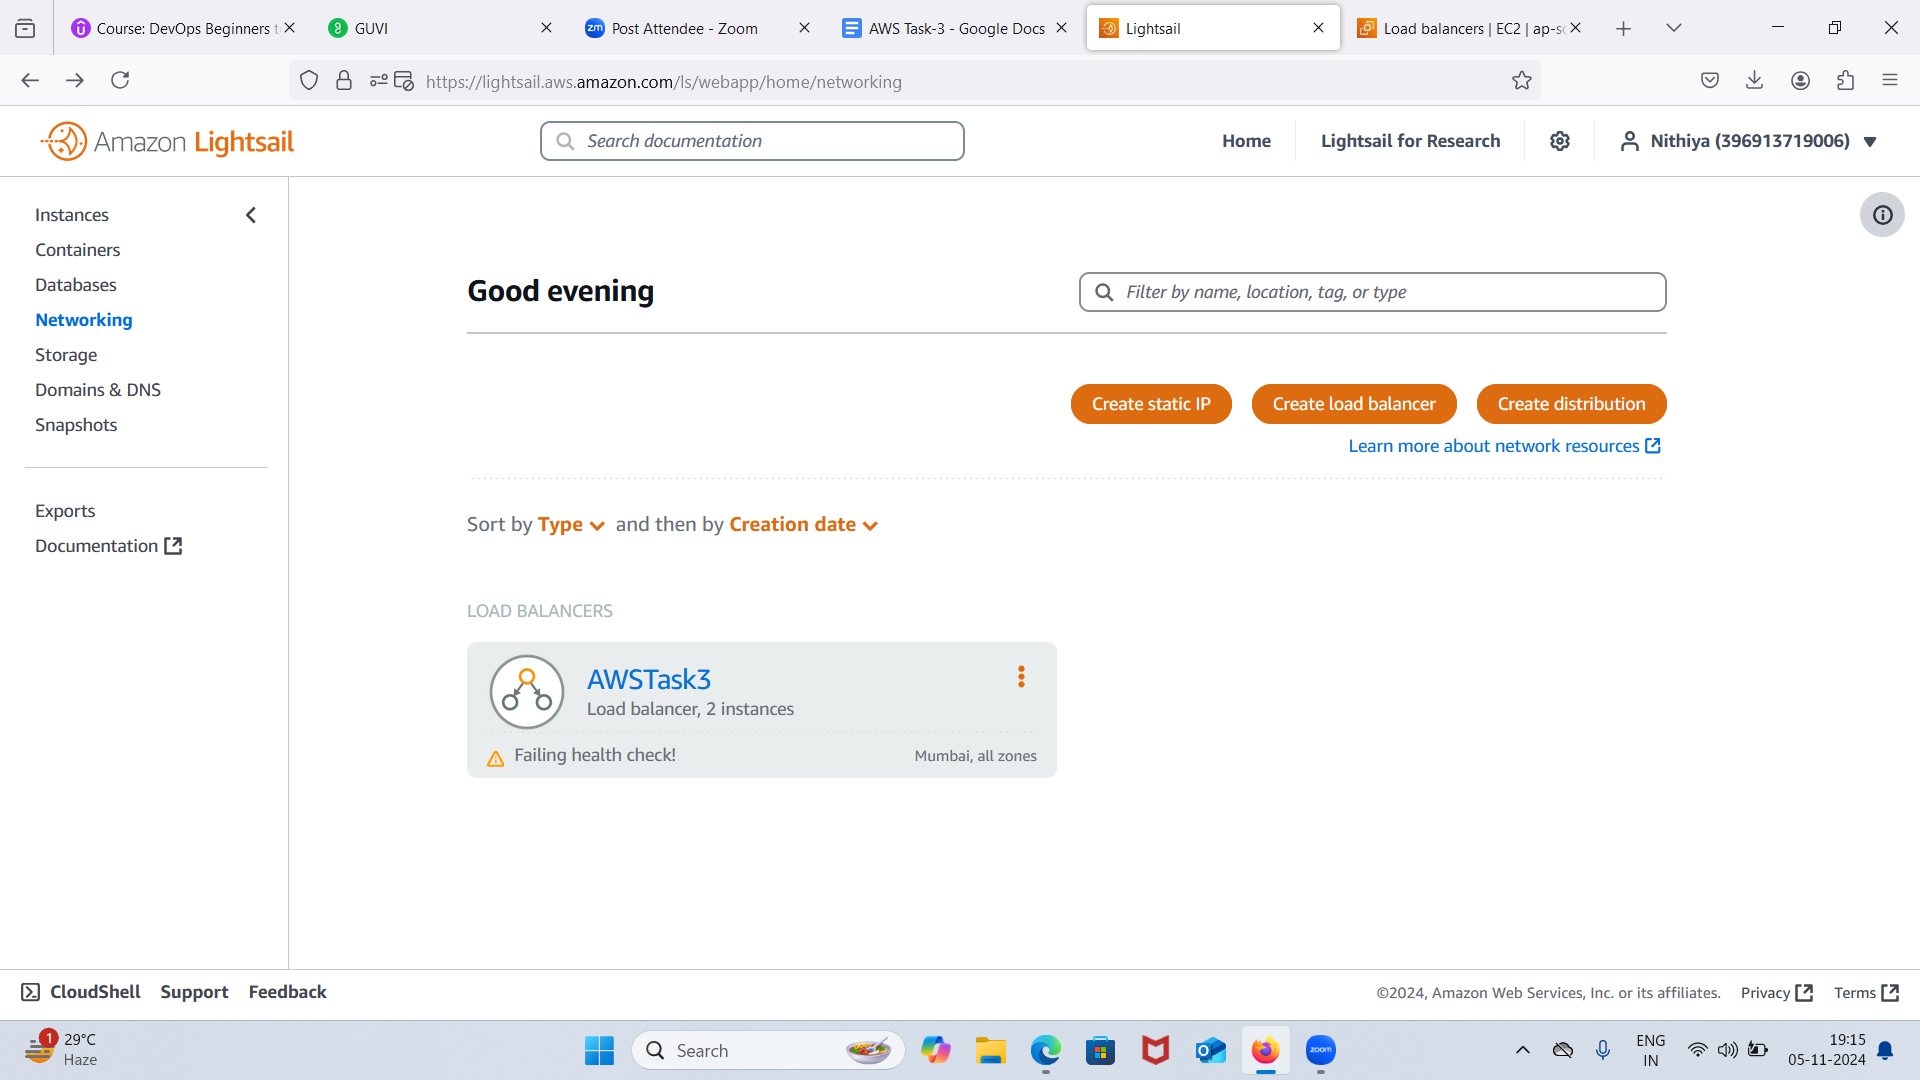 Course: DevOps Beginners t
GUVI
zm Post Attendee - Zoom
AWS Task-3 - Google Docs
Lightsail
Load balancers | EC2 | ap-so
https://lightsail.aws.amazon.com/ls/webapp/home/networking
Amazon Lightsail
Search documentation
Home
Lightsail for Research
Nithiya (396913719006)
Instances
Containers
Databases
Networking
Storage
Domains & DNS
Snapshots
Exports
Documentation
Good evening
Filter by name, location, tag, or type
Create static IP
Create load balancer
Create distribution
Learn more about network resources
Sort by Type and then by Creation date
LOAD BALANCERS
AWSTask3
Load balancer, 2 instances
Failing health check!
Mumbai, all zones
CloudShell
Support
Feedback
©2024, Amazon Web Services, Inc. or its affiliates.
Privacy
Terms
1
29°C
Haze
Search
zoom
ENG
IN
19:15
05-11-2024